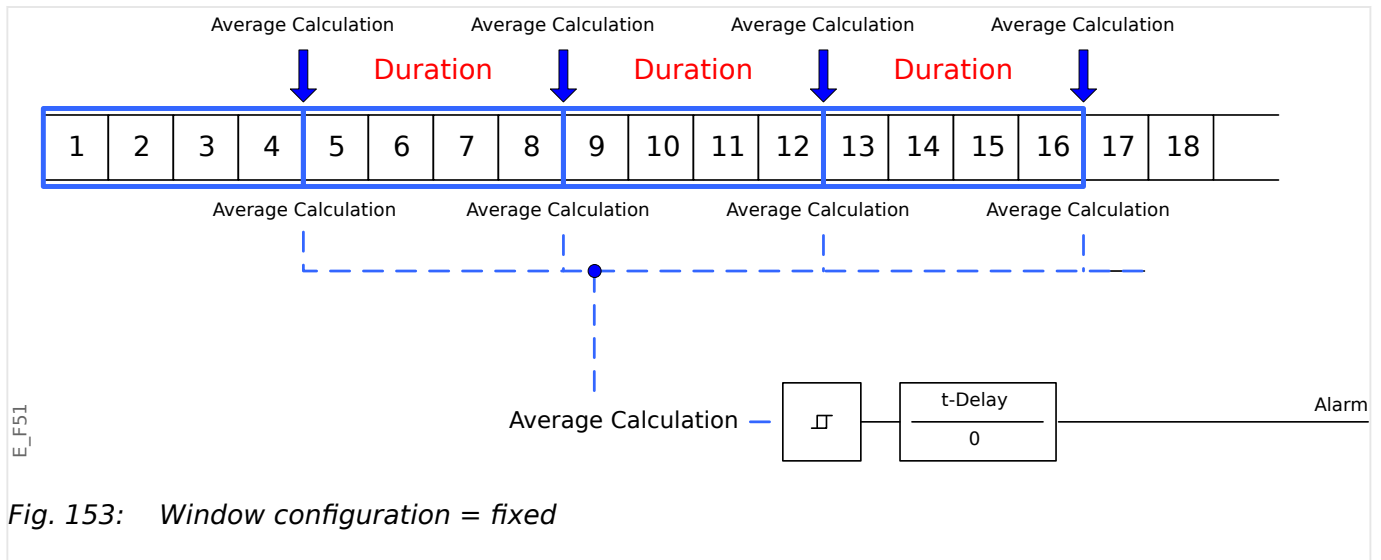 Average Calculation Average Calculation Average Calculation Average Calculation
Duration Duration Duration
1 2 3 4 5 6 7 8 9 10 11 12 13 14 15 16 17 18
Average Calculation Average Calculation Average Calculation Average Calculation
Average Calculation
t-Delay
0
Alarm
E_F51
Fig. 153: Window configuration = fixed